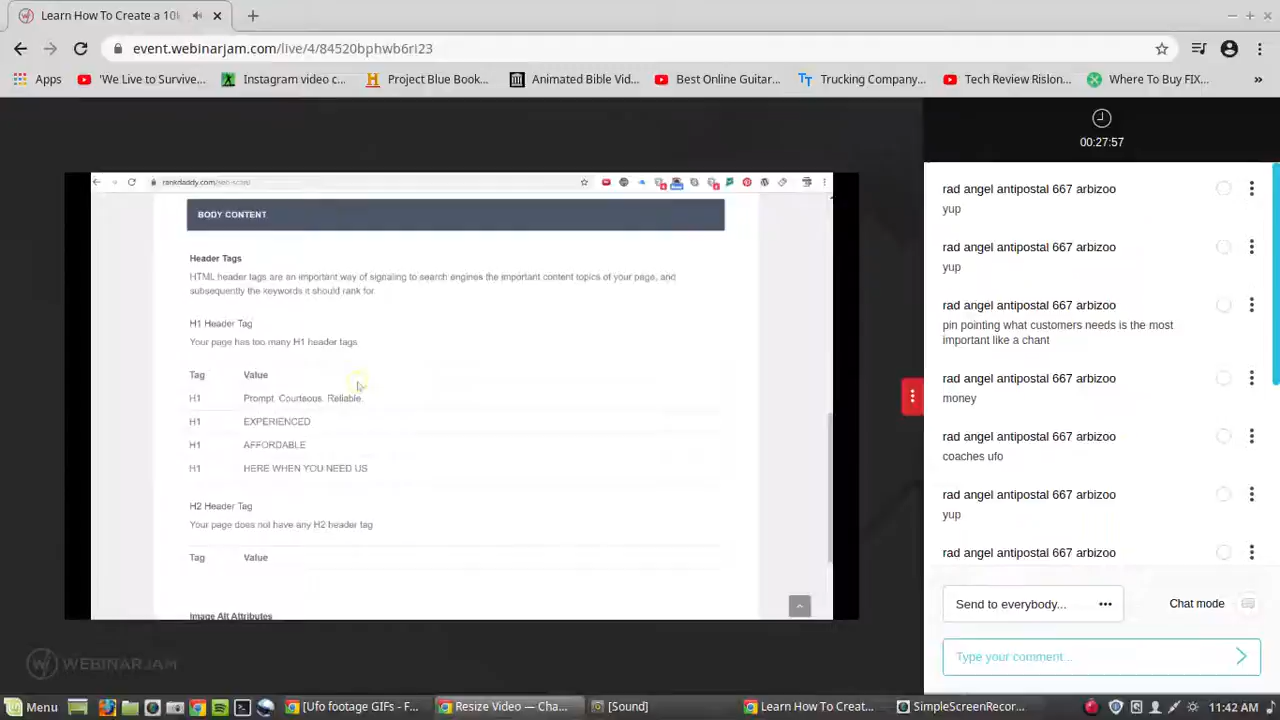 Learn How To Create a 10
event.webinarjam.com/live/4/84520bphwb6ri23
Apps
'We Live to Survive...
Instagram video c...
Project Blue Book...
Animated Bible Vid...
Best Online Guitar...
TT
Trucking Company...
Tech Review Rislon...
Where To Buy FIX...
»
00:27:57
rankdaddy.com/
BODY CONTENT
Header Tags
HTML header tags are an important way of signaling to search engines the important content topics of your page, and
subsequently the keywords it should rank for.
H1 Header Tag
Your page has too many H1 header tags
Tag Value
H1 Prompt. Courteous. Reliable.
H1 EXPERIENCED
H1 AFFORDABLE
H1 HERE WHEN YOU NEED US
H2 Header Tag
Your page does not have any H2 header tag
Tag Value
Image Alt Attributes
WEBINARJAM
rad angel antipostal 667 arbizoo
yup
rad angel antipostal 667 arbizoo
yup
rad angel antipostal 667 arbizoo
pin pointing what customers needs is the most
important like a chant
rad angel antipostal 667 arbizoo
money
rad angel antipostal 667 arbizoo
coaches ufo
rad angel antipostal 667 arbizoo
yup
rad angel antipostal 667 arbizoo
Send to everybody...
Chat mode
Type your comment...
Menu
[Ufo footage GIFs - F...
Resize Video — Cha...
[Sound]
Learn How To Create...
SimpleScreenRecor...
11:42 AM